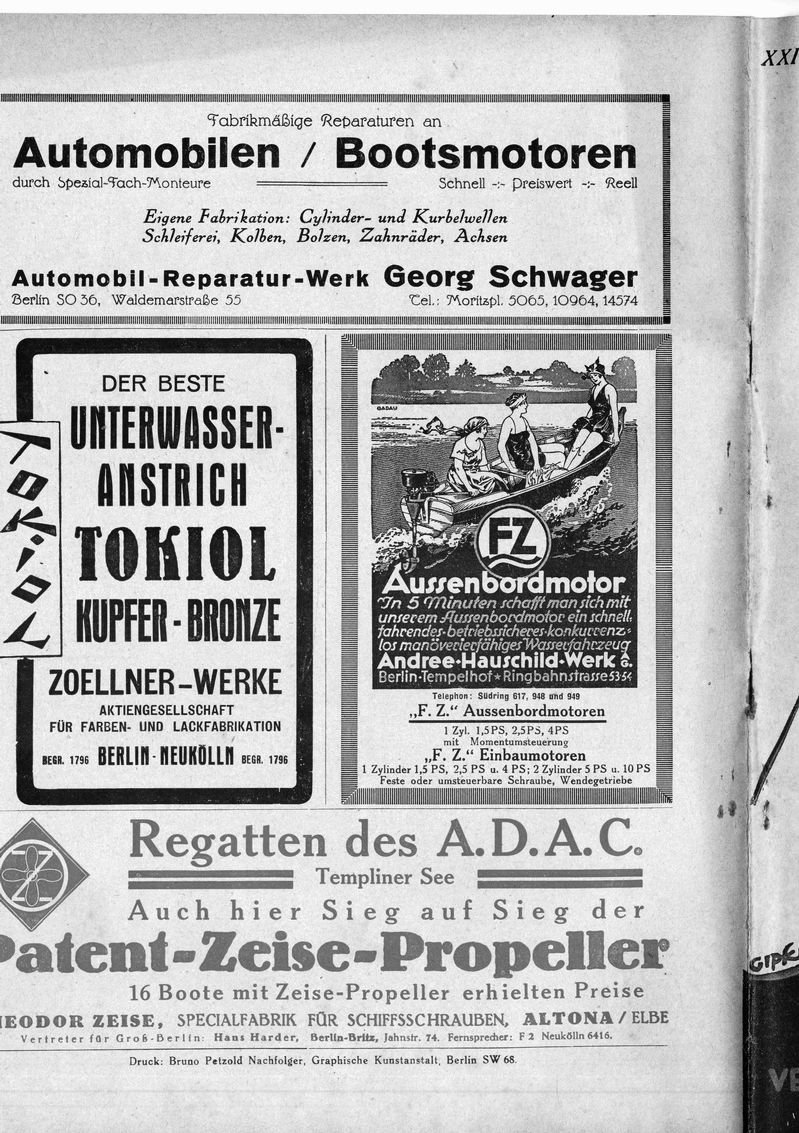 XXI
Fabrikmäßige Reparaturen an
Automobilen / Bootsmotoren
durch Spezial-Fach-Monteure
Schnell -:- Preiswert -:- Reell
Eigene Fabrikation: Cylinder- und Kurbelwellen
Schleiferei, Kolben, Bolzen, Zahnräder, Achsen
Automobil-Reparatur-Werk Georg Schwager
Berlin SO 36, Waldemarstraße 55
Tel.: Moritzpl. 5065, 10964, 14574
TOKIOL
DER BESTE
UNTERWASSER-
ANSTRICH
TOKIOL
KUPFER-BRONZE
ZOELLNER-WERKE
AKTIENGESELLSCHAFT
FÜR FARBEN- UND LACKFABRIKATION
BEGR. 1796 BERLIN-NEUKÖLLN BEGR. 1796
GADAU
FZ
Aussenbordmotor
In 5 Minuten schafft man sich mit
unserem Aussenbordmotor ein schnell-
fahrendes-betriebssicheres-konkurrenz-
los manöverierfähiges Wasserfahrzeug
Andree-Hauschild-Werk A.G.
Berlin-Tempelhof * Ringbahnstrasse 53-54
Telephon: Südring 617, 948 und 949
„F. Z.“ Aussenbordmotoren
1 Zyl. 1,5 PS, 2,5 PS, 4 PS
mit Momentumsteuerung
„F. Z.“ Einbaumotoren
1 Zylinder 1,5 PS, 2,5 PS u. 4 PS; 2 Zylinder 5 PS u. 10 PS
Feste oder umsteuerbare Schraube, Wendegetriebe
Z
Regatten des A.D.A.C.
Templiner See
Auch hier Sieg auf Sieg der
Patent-Zeise-Propeller
16 Boote mit Zeise-Propeller erhielten Preise
HEODOR ZEISE, SPECIALFABRIK FÜR SCHIFFSSCHRAUBEN, ALTONA / ELBE
Vertreter für Groß-Berlin: Hans Harder, Berlin-Britz, Jahnstr. 74. Fernsprecher: F 2 Neukölln 6416.
Druck: Bruno Petzold Nachfolger, Graphische Kunstanstalt, Berlin SW 68.
GIPKE
VE